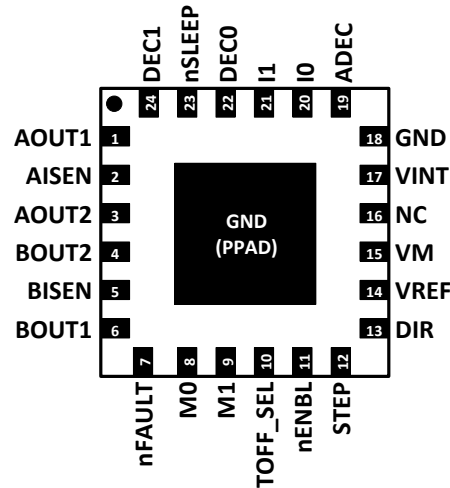 DEC1
nSLEEP
DEC0
I1
I0
ADEC
24
23
22
21
20
19
AOUT1 1
AISEN 2
AOUT2 3
BOUT2 4
BISEN 5
BOUT1 6
GND
(PPAD)
18 GND
17 VINT
16 NC
15 VM
14 VREF
13 DIR
7
8
9
10
11
12
nFAULT
M0
M1
TOFF_SEL
nENBL
STEP